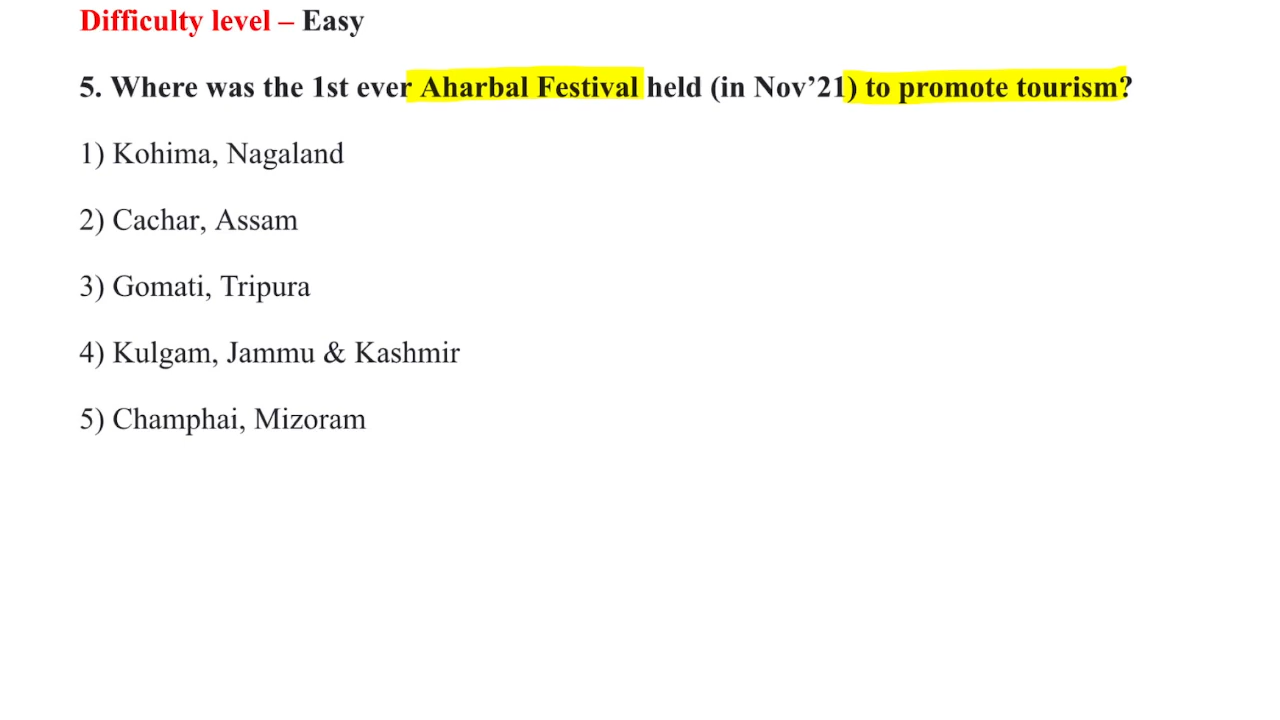 Difficulty level – Easy
5. Where was the 1st ever Aharbal Festival held (in Nov’21) to promote tourism?
1) Kohima, Nagaland
2) Cachar, Assam
3) Gomati, Tripura
4) Kulgam, Jammu & Kashmir
5) Champhai, Mizoram